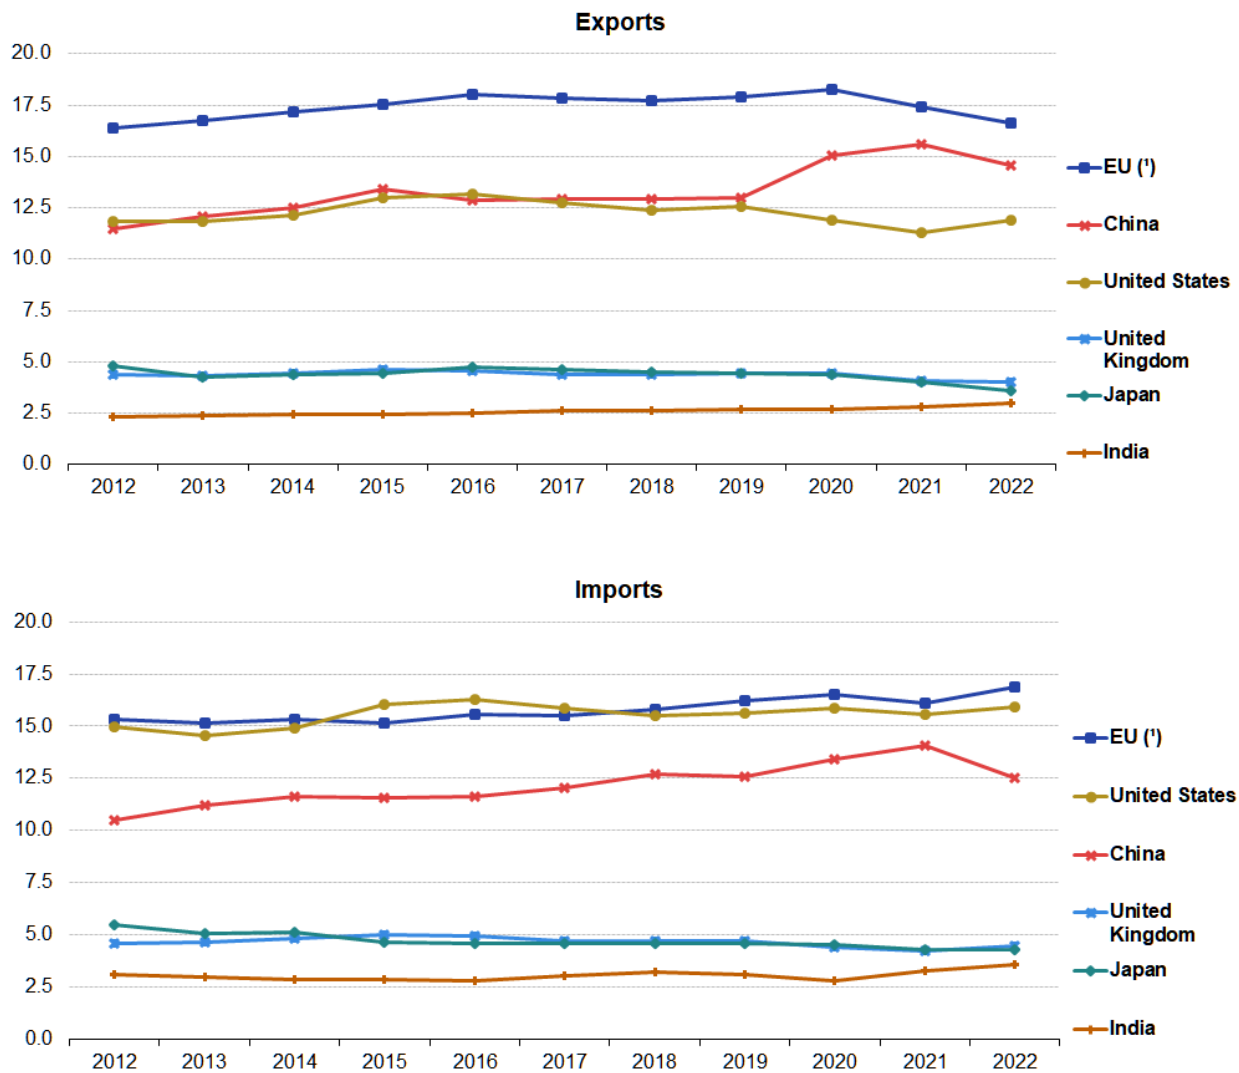 Exports
20.0
17.5
15.0
12.5
10.0
7.5
5.0
2.5
0.0
2012 2013 2014 2015 2016 2017 2018 2019 2020 2021 2022
EU (¹)
China
United States
United
Kingdom
Japan
India
Imports
20.0
17.5
15.0
12.5
10.0
7.5
5.0
2.5
0.0
2012 2013 2014 2015 2016 2017 2018 2019 2020 2021 2022
EU (¹)
United States
China
United
Kingdom
Japan
India